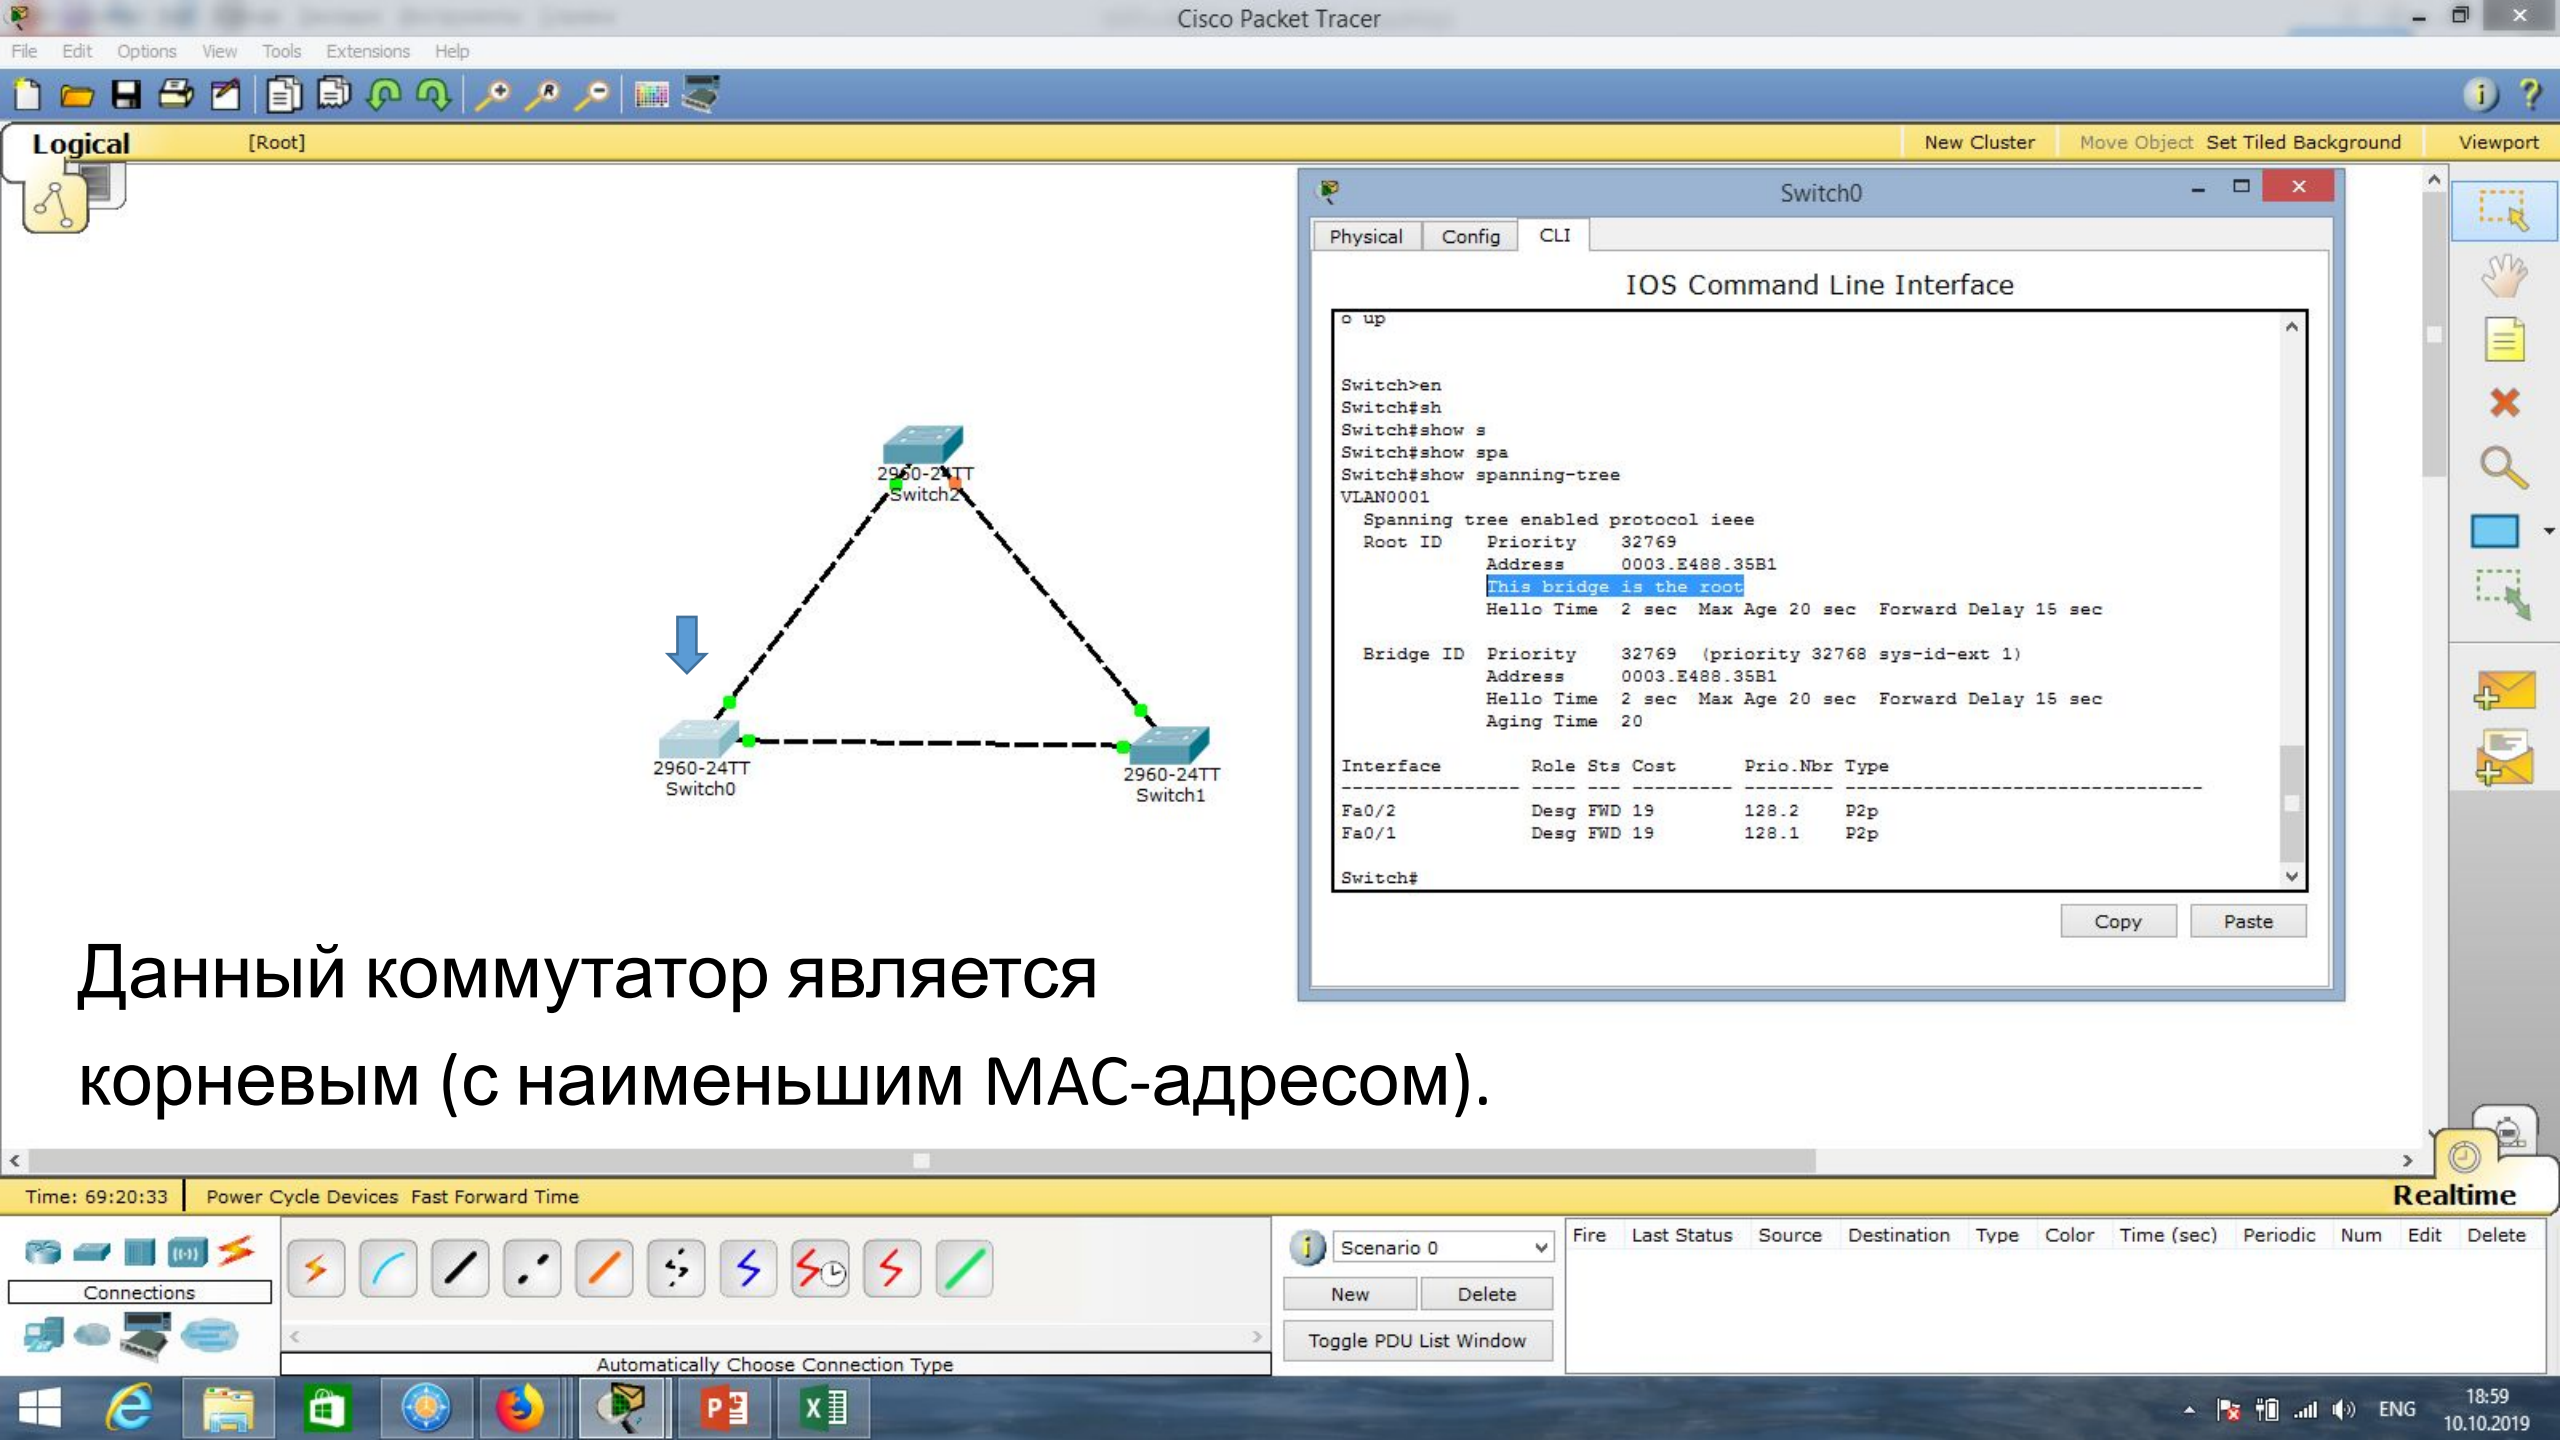 Cisco Packet Tracer
File Edit Options View Tools Extensions Help
Logical [Root] New Cluster Move Object Set Tiled Background Viewport
Switch0
Physical Config CLI
IOS Command Line Interface
o up
Switch>en
Switch#sh
Switch#show s
Switch#show spa
Switch#show spanning-tree
VLAN0001
Spanning tree enabled protocol ieee
Root ID Priority 32769
Address 0003.E488.35B1
This bridge is the root
Hello Time 2 sec Max Age 20 sec Forward Delay 15 sec
Bridge ID Priority 32769 (priority 32768 sys-id-ext 1)
Address 0003.E488.35B1
Hello Time 2 sec Max Age 20 sec Forward Delay 15 sec
Aging Time 20
Interface Role Sts Cost Prio.Nbr Type
---------------- ---- --- --------- -------- --------------------------------
Fa0/2 Desg FWD 19 128.2 P2p
Fa0/1 Desg FWD 19 128.1 P2p
Switch#
Copy Paste
2960-24TT
Switch2
2960-24TT
Switch0
2960-24TT
Switch1
Данный коммутатор является
корневым (с наименьшим MAC-адресом).
Time: 69:20:33 Power Cycle Devices Fast Forward Time Realtime
Connections
Automatically Choose Connection Type
Scenario 0
New Delete
Toggle PDU List Window
Fire Last Status Source Destination Type Color Time (sec) Periodic Num Edit Delete
ENG
18:59
10.10.2019